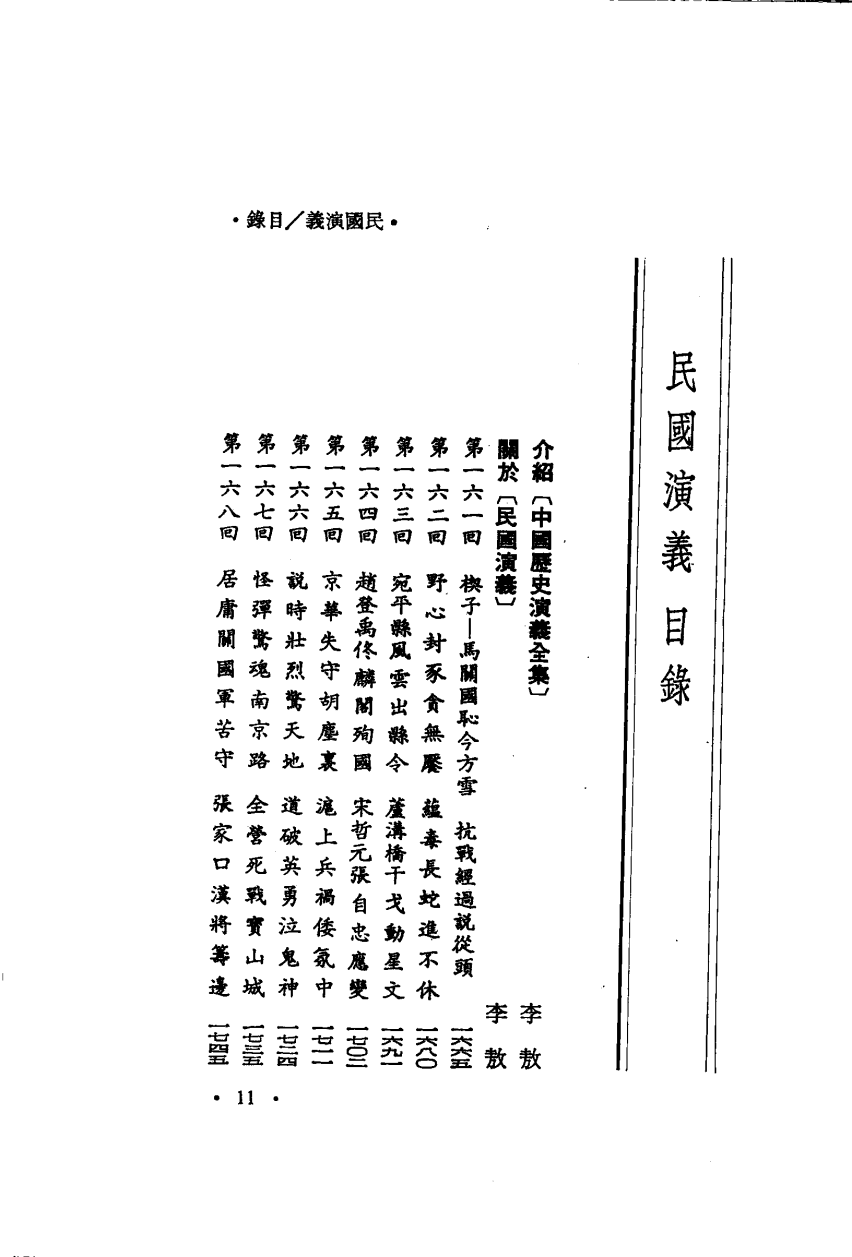 ·錄目／義演國民·
民國演義 目錄
介紹〔中國歷史演義全集〕 李敖
關於〔民國演義〕 李敖
第一六一回 楔子—馬關國恥今方雪 抗戰經過説從頭 一六六五
第一六二回 野心封豕貪無饜 蘊毒長蛇進不休 一六八〇
第一六三回 宛平縣風雲出縣令 蘆溝橋干戈動星文 一六九一
第一六四回 趙登禹佟麟閣殉國 宋哲元張自忠應變 一七〇三
第一六五回 京華失守胡塵裏 滬上兵禍倭氛中 一七一一
第一六六回 説時壯烈驚天地 道破英勇泣鬼神 一七二四
第一六七回 怪彈驚魂南京路 全營死戰寶山城 一七三五
第一六八回 居庸關國軍苦守 張家口漢將籌邊 一七四五
· 11 ·